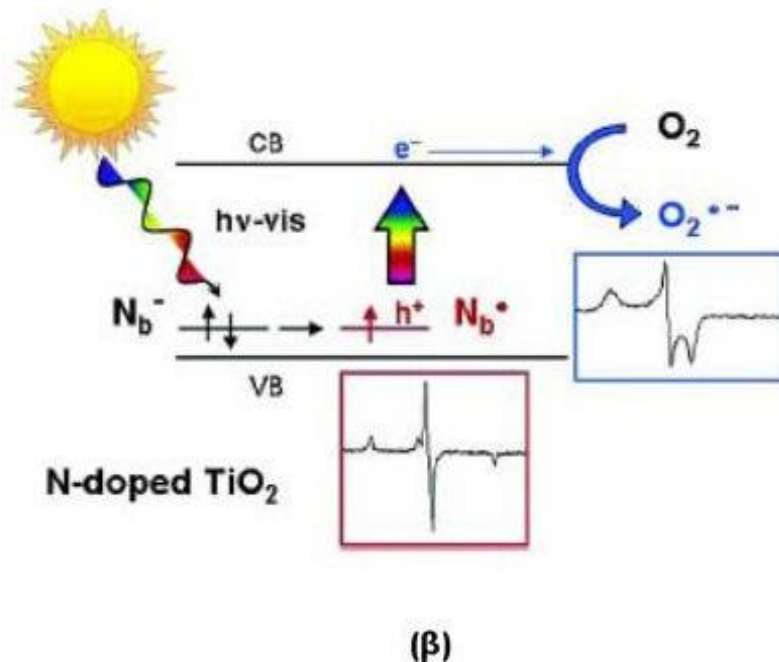 CB
e⁻
O₂
hν-vis
O₂•⁻
N_b⁻
h⁺
N_b•
VB
N-doped TiO₂
(β)